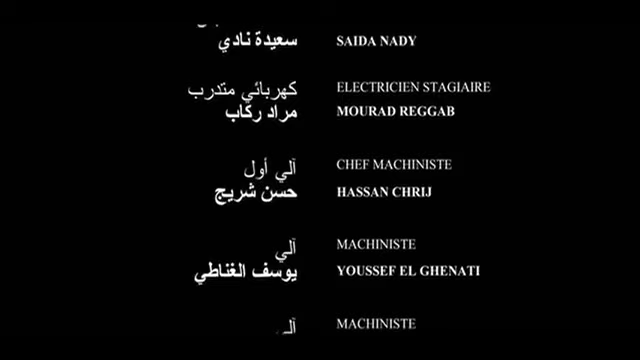 سعيدة نادي SAIDA NADY
كهربائي متدرب ELECTRICIEN STAGIAIRE
مراد ركاب MOURAD REGGAB
آلي أول CHEF MACHINISTE
حسن شريج HASSAN CHRIJ
آلي MACHINISTE
يوسف الغناطي YOUSSEF EL GHENATI
آلي MACHINISTE